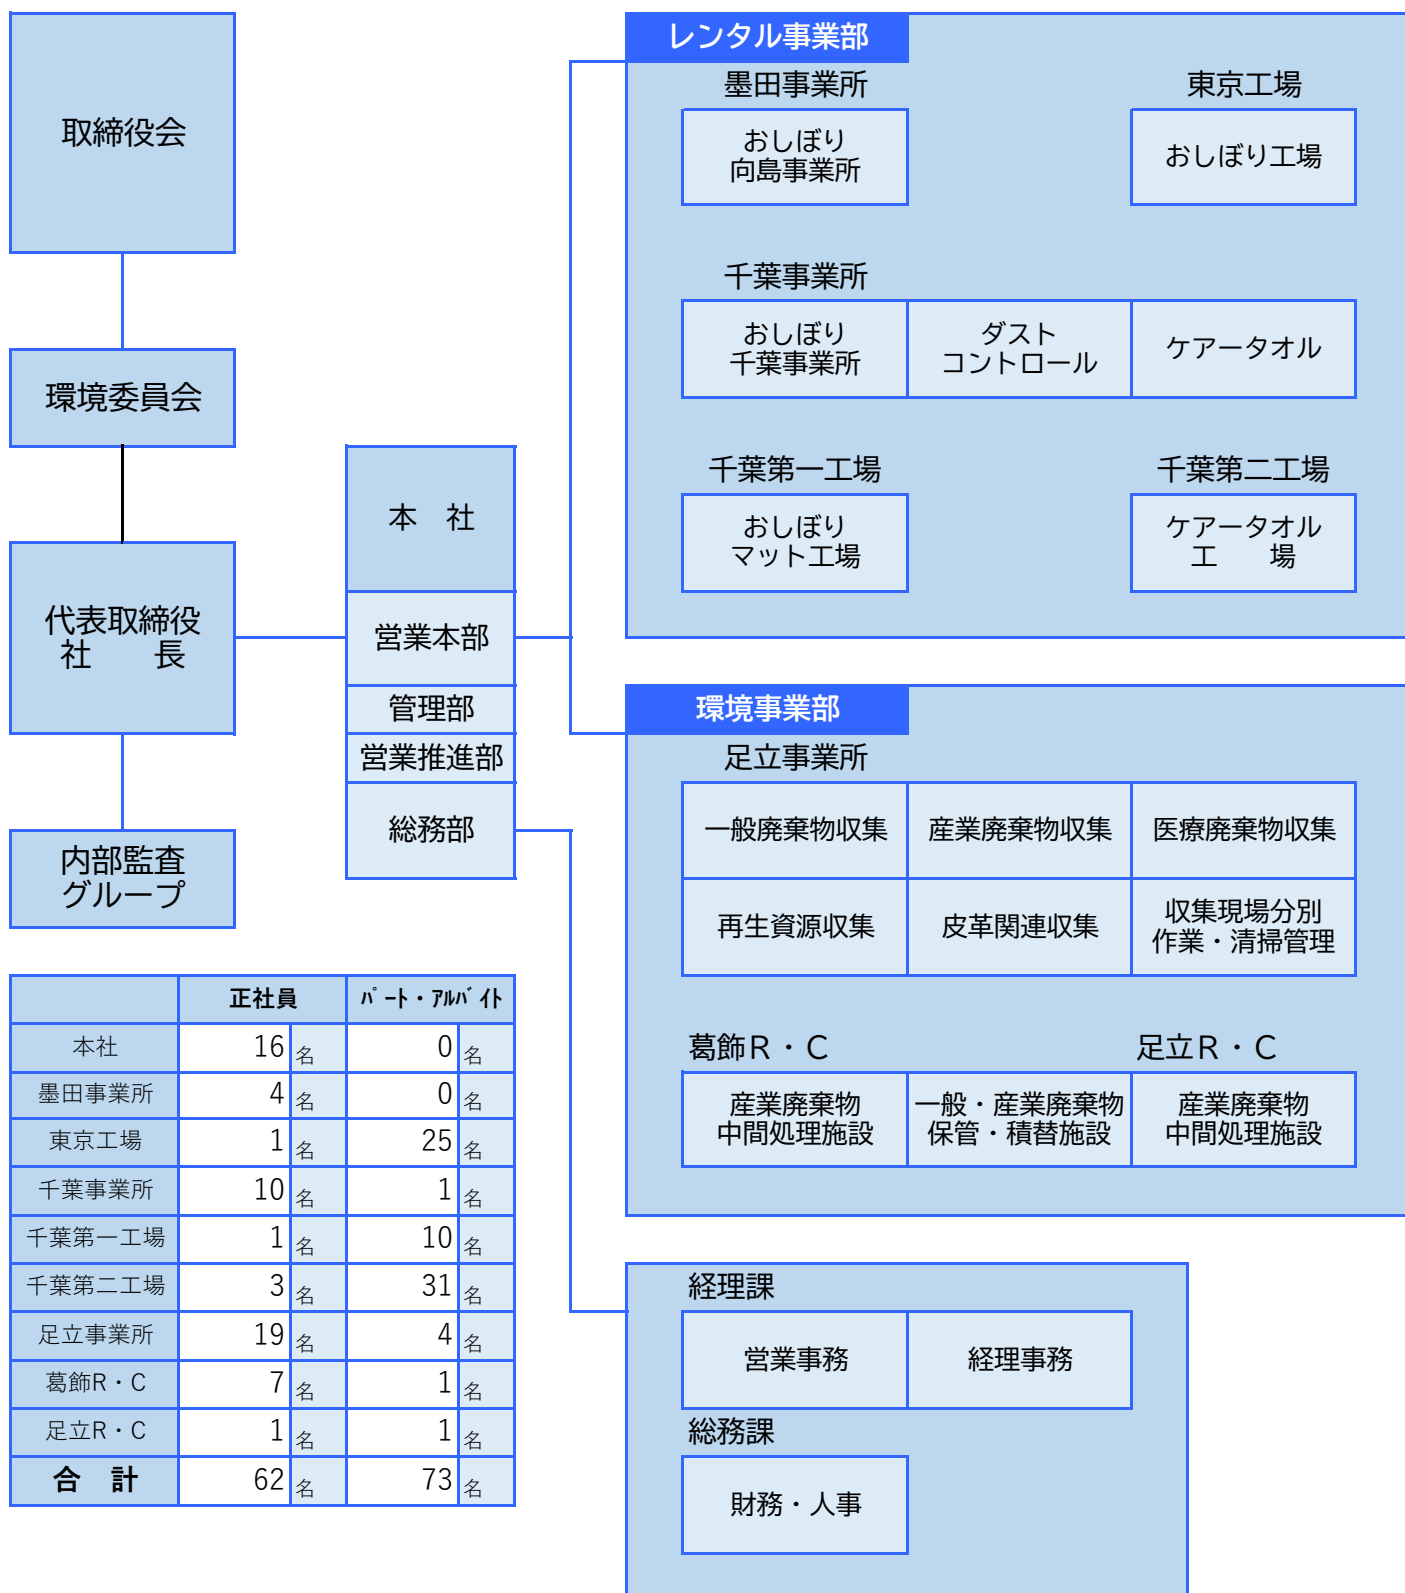 取締役会
環境委員会
代表取締役
社　　長
内部監査
グループ
本　社
営業本部
管理部
営業推進部
総務部
レンタル事業部
墨田事業所
おしぼり
向島事業所
東京工場
おしぼり工場
千葉事業所
おしぼり
千葉事業所
ダスト
コントロール
ケアータオル
千葉第一工場
おしぼり
マット工場
千葉第二工場
ケアータオル
工　　場
環境事業部
足立事業所
一般廃棄物収集
産業廃棄物収集
医療廃棄物収集
再生資源収集
皮革関連収集
収集現場分別
作業・清掃管理
葛飾Ｒ・Ｃ
産業廃棄物
中間処理施設
一般・産業廃棄物
保管・積替施設
足立Ｒ・Ｃ
産業廃棄物
中間処理施設
経理課
営業事務
経理事務
総務課
財務・人事
正社員 ﾊﾟｰﾄ・ｱﾙﾊﾞｲﾄ
本社 16 名 0 名
墨田事業所 4 名 0 名
東京工場 1 名 25 名
千葉事業所 10 名 1 名
千葉第一工場 1 名 10 名
千葉第二工場 3 名 31 名
足立事業所 19 名 4 名
葛飾R・C 7 名 1 名
足立R・C 1 名 1 名
合　計 62 名 73 名